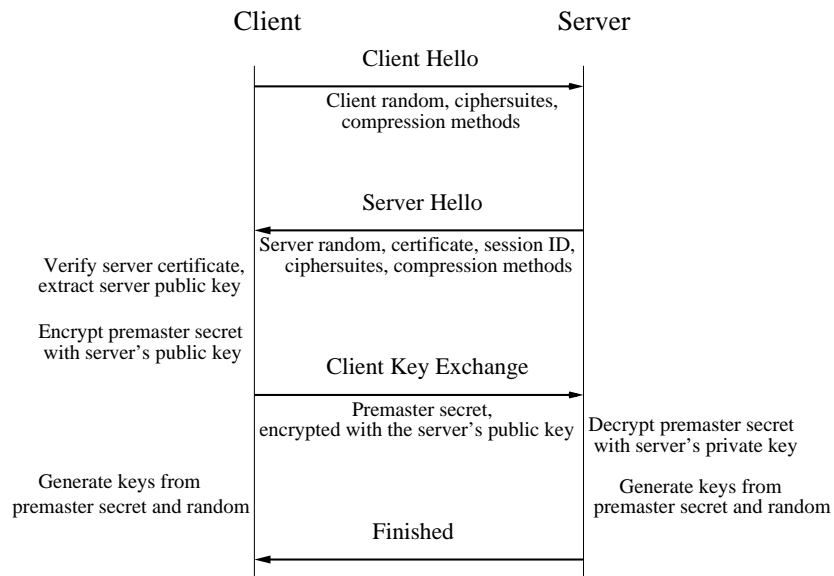 Client
Server
Client Hello
Client random, ciphersuites,
compression methods
Server Hello
Server random, certificate, session ID,
ciphersuites, compression methods
Verify server certificate,
extract server public key
Encrypt premaster secret
with server's public key
Client Key Exchange
Premaster secret,
encrypted with the server's public key
Decrypt premaster secret
with server's private key
Generate keys from
premaster secret and random
Generate keys from
premaster secret and random
Finished